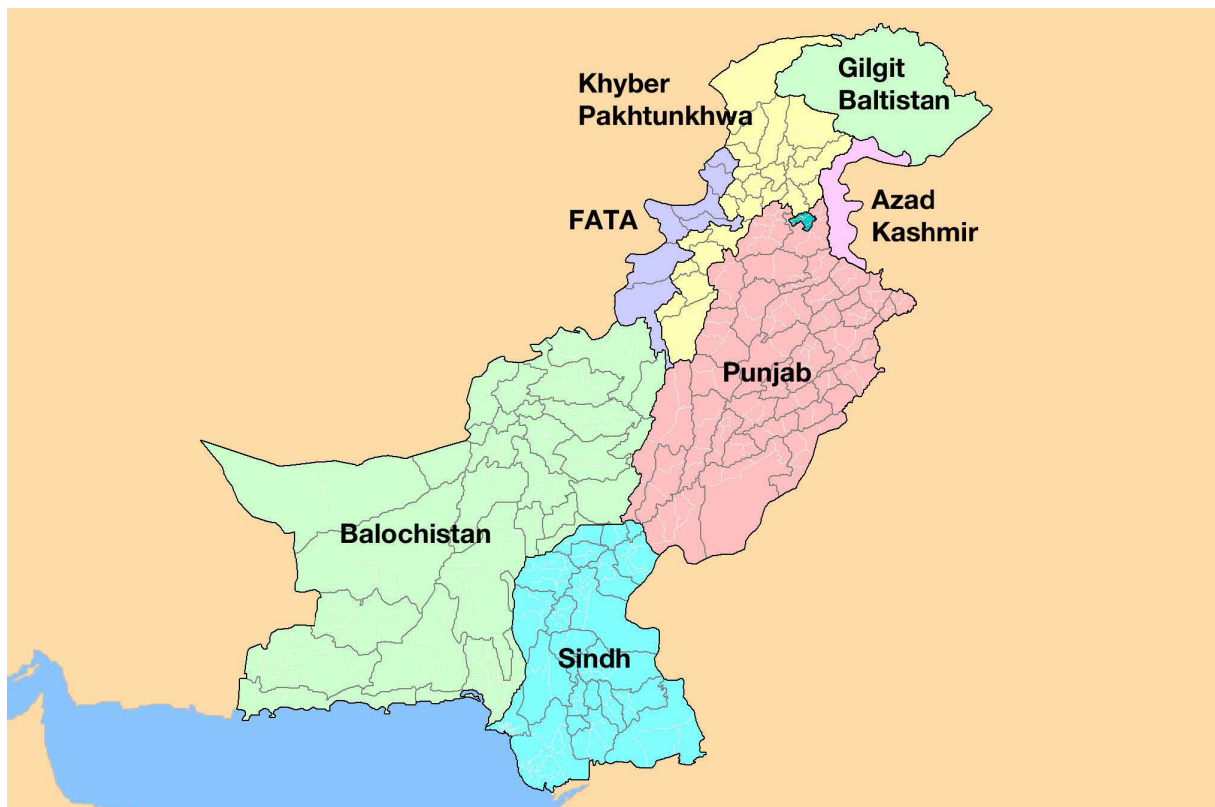 Gilgit
Baltistan
Khyber
Pakhtunkhwa
Azad
Kashmir
FATA
Punjab
Balochistan
Sindh